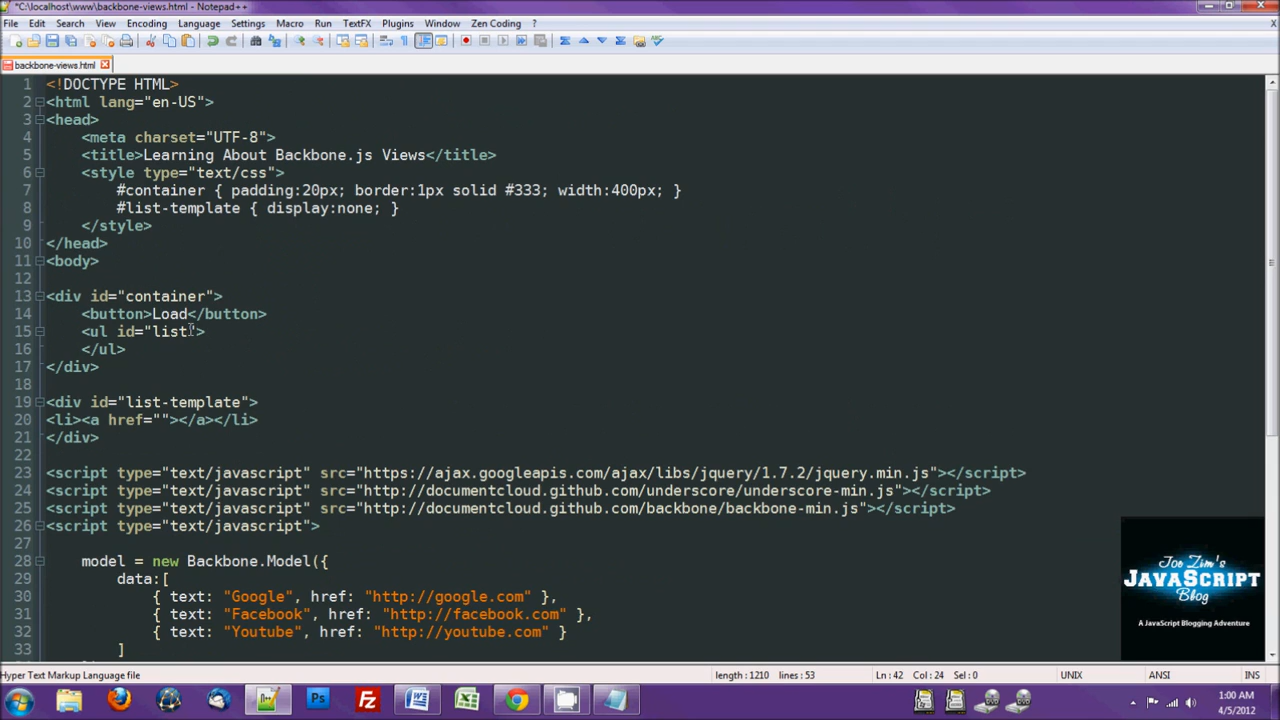 *C:\localhost\www\backbone-views.html - Notepad++
File Edit Search View Encoding Language Settings Macro Run TextFX Plugins Window Zen Coding ? X
backbone-views.html
1 <!DOCTYPE HTML>
2 <html lang="en-US">
3 <head>
4 <meta charset="UTF-8">
5 <title>Learning About Backbone.js Views</title>
6 <style type="text/css">
7 #container { padding:20px; border:1px solid #333; width:400px; }
8 #list-template { display:none; }
9 </style>
10 </head>
11 <body>
12
13 <div id="container">
14 <button>Load</button>
15 <ul id="list">
16 </ul>
17 </div>
18
19 <div id="list-template">
20 <li><a href=""></a></li>
21 </div>
22
23 <script type="text/javascript" src="https://ajax.googleapis.com/ajax/libs/jquery/1.7.2/jquery.min.js"></script>
24 <script type="text/javascript" src="http://documentcloud.github.com/underscore/underscore-min.js"></script>
25 <script type="text/javascript" src="http://documentcloud.github.com/backbone/backbone-min.js"></script>
26 <script type="text/javascript">
27
28 model = new Backbone.Model({
29 data:[
30 { text: "Google", href: "http://google.com" },
31 { text: "Facebook", href: "http://facebook.com" },
32 { text: "Youtube", href: "http://youtube.com" }
33 ]
Joe Zim's
JAVASCRIPT
Blog
A JavaScript Blogging Adventure
Hyper Text Markup Language file length : 1210 lines : 53 Ln : 42 Col : 24 Sel : 0 UNIX ANSI INS
1:00 AM
4/5/2012